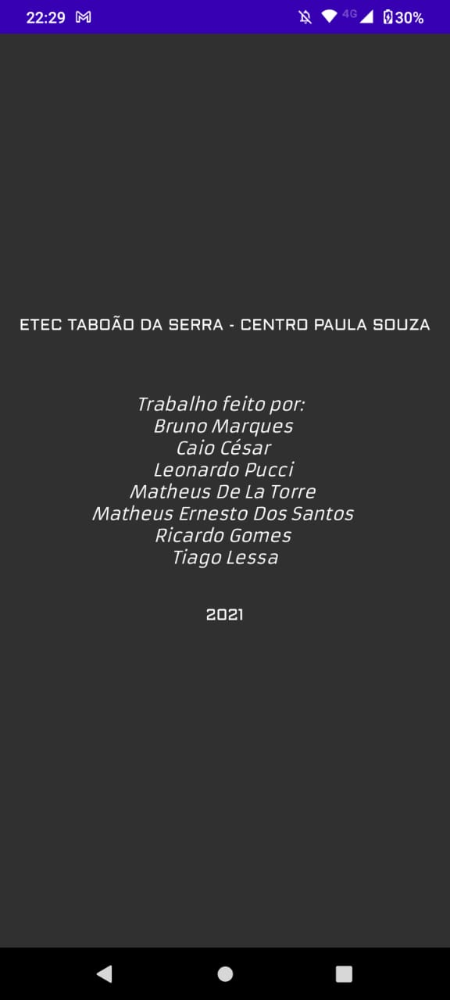 22:29 4G 30%
ETEC TABOÃO DA SERRA - CENTRO PAULA SOUZA
Trabalho feito por:
Bruno Marques
Caio César
Leonardo Pucci
Matheus De La Torre
Matheus Ernesto Dos Santos
Ricardo Gomes
Tiago Lessa
2021